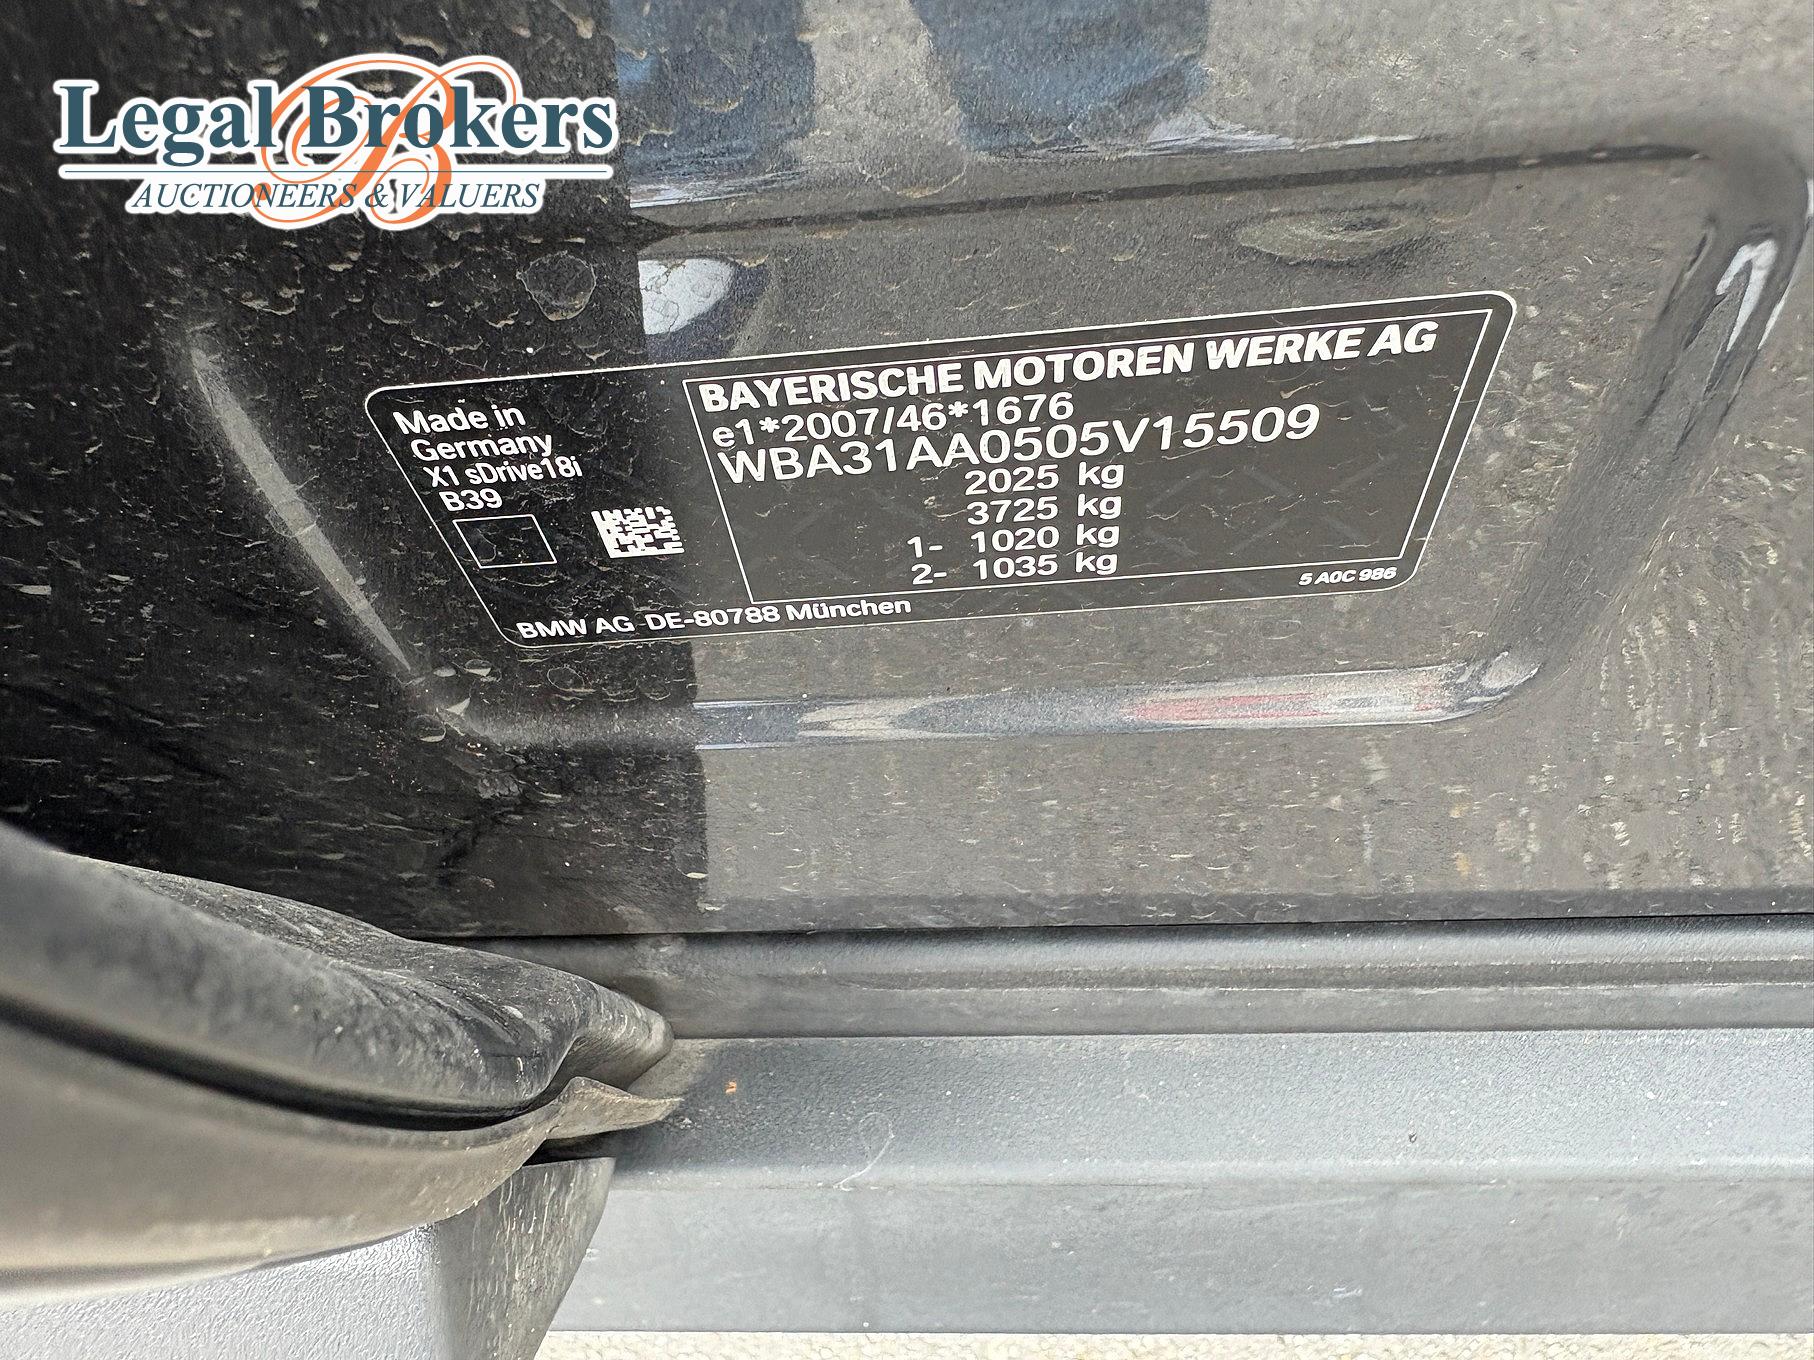 Legal Brokers
AUCTIONEERS & VALUERS
Made in
Germany
X1 sDrive18i
B39
BAYERISCHE MOTOREN WERKE AG
e1*2007/46*1676
WBA31AA0505V15509
2025 kg
3725 kg
1- 1020 kg
2- 1035 kg
5 A0C 986
BMW AG DE-80788 München